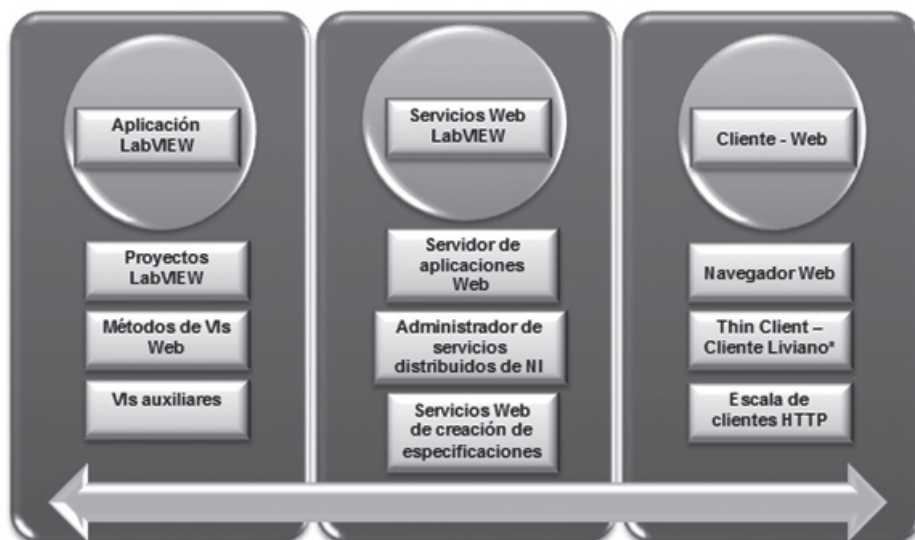 Aplicación
LabVIEW
Proyectos
LabVIEW
Métodos de VIs
Web
VIs auxiliares
Servicios Web
LabVIEW
Servidor de
aplicaciones
Web
Administrador de
servicios
distribuidos de NI
Servicios Web
de creación de
especificaciones
Cliente - Web
Navegador Web
Thin Client –
Cliente Liviano*
Escala de
clientes HTTP